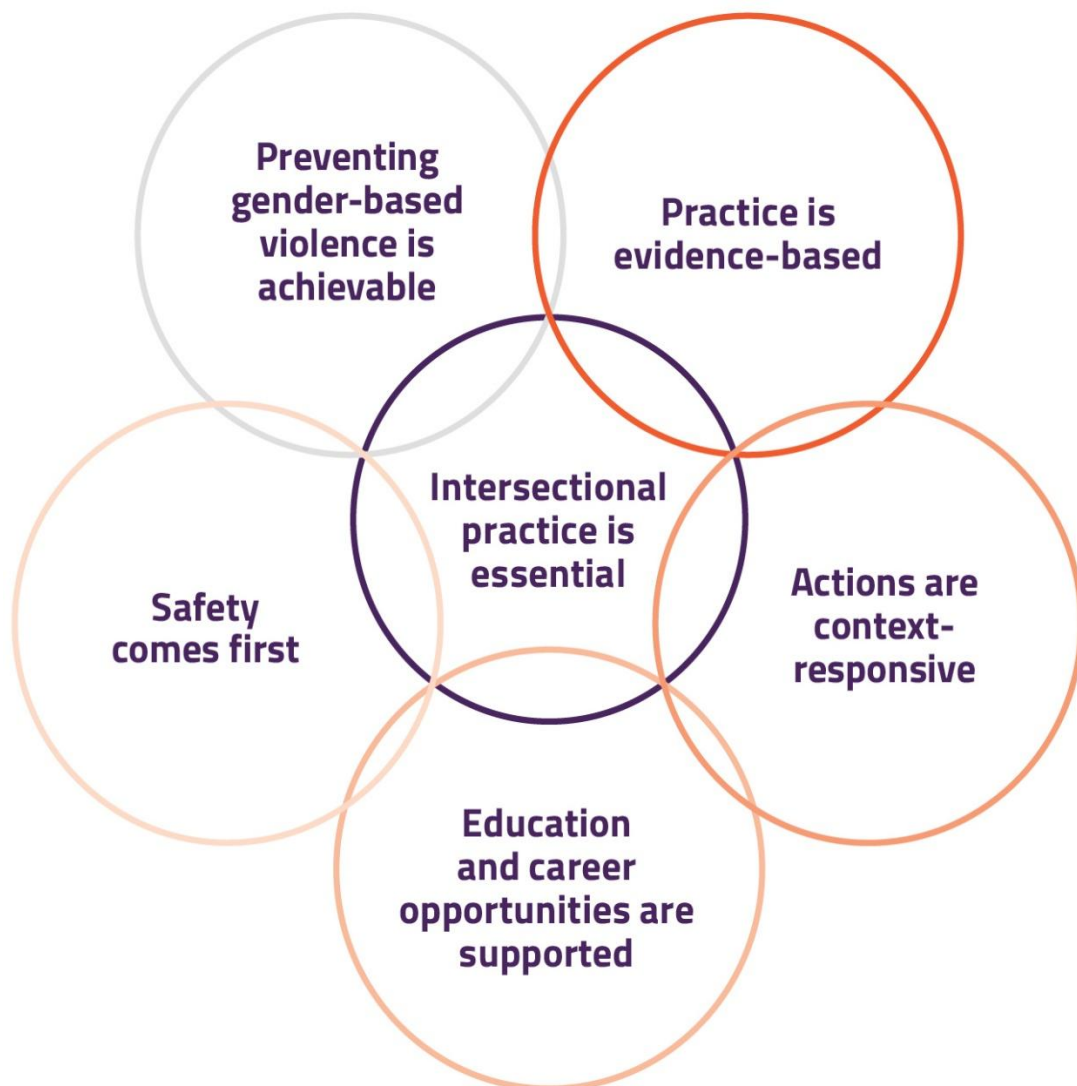 Preventing
gender-based
violence is
achievable
Practice is
evidence-based
Intersectional
practice is
essential
Safety
comes first
Actions are
context-
responsive
Education
and career
opportunities are
supported